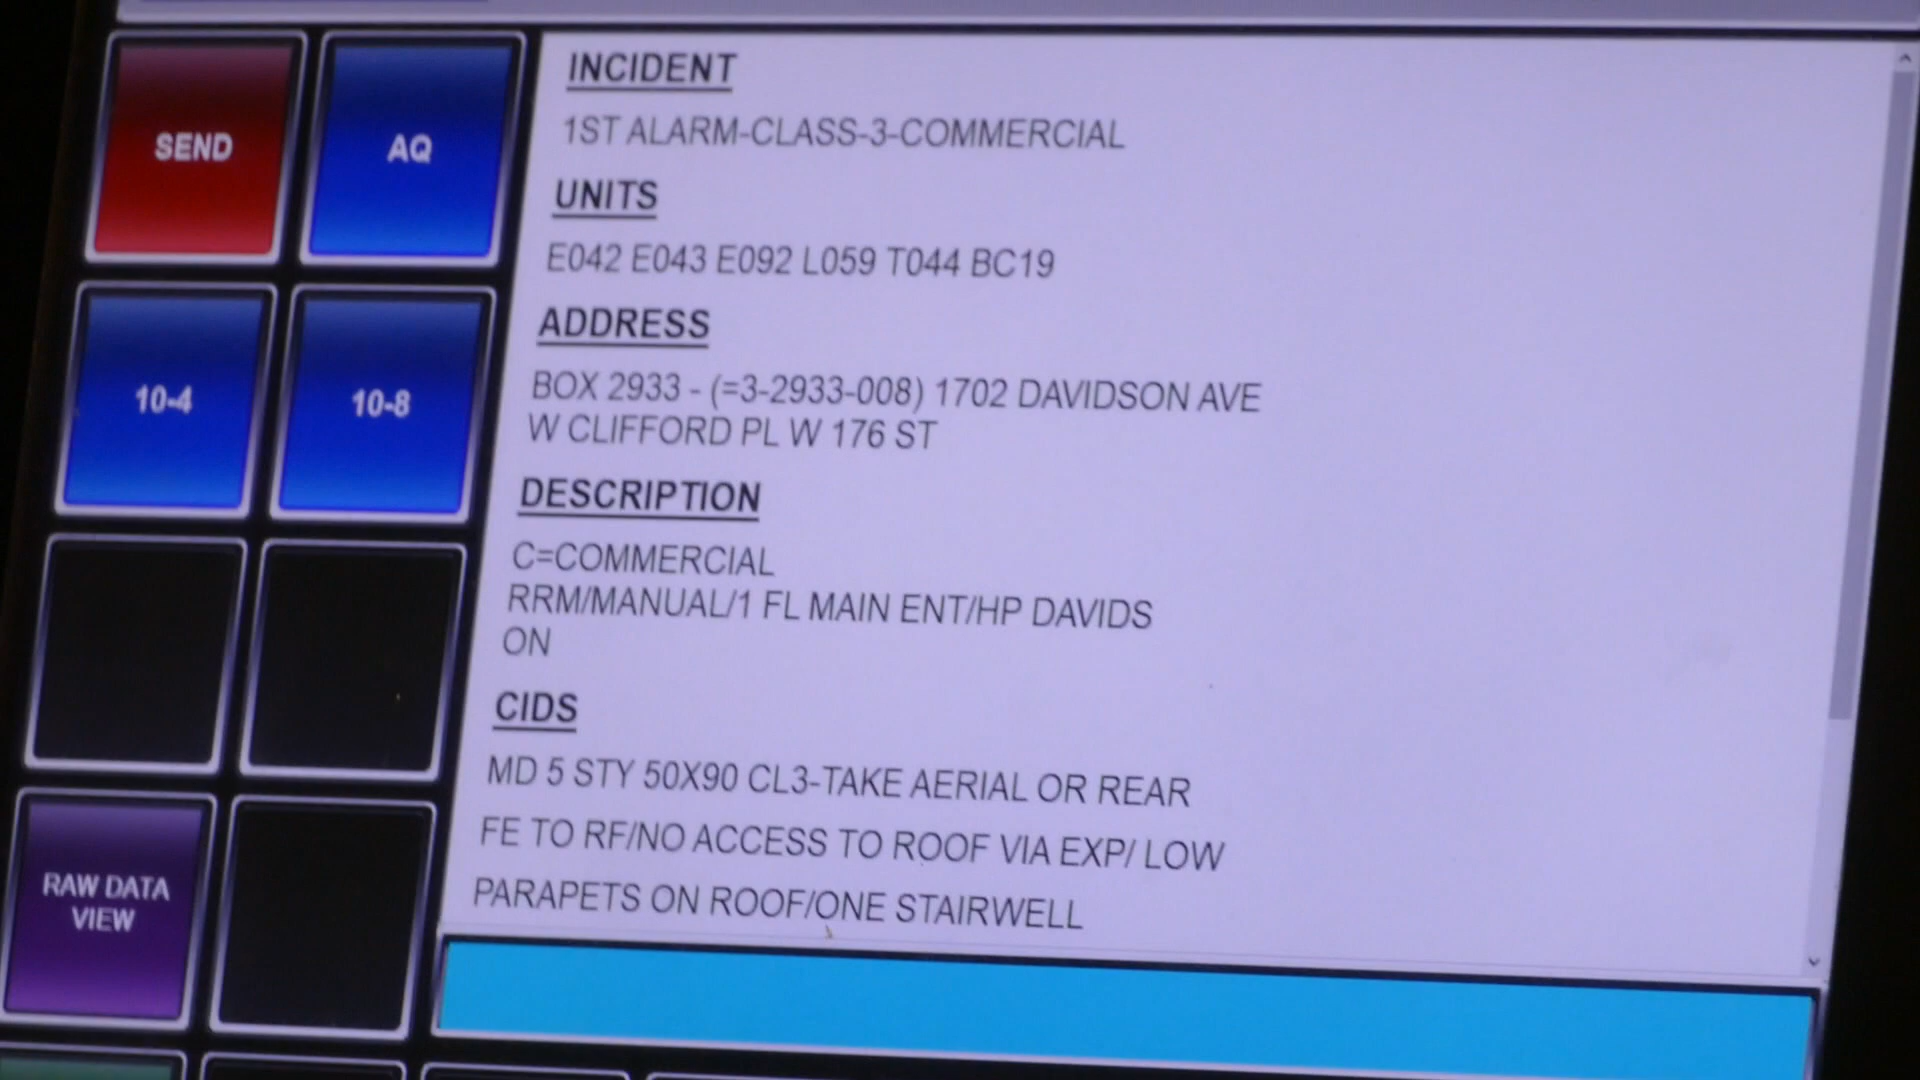 SEND
AQ
10-4
10-8
RAW DATA
VIEW
INCIDENT
1ST ALARM-CLASS-3-COMMERCIAL
UNITS
E042 E043 E092 L059 T044 BC19
ADDRESS
BOX 2933 - (=3-2933-008) 1702 DAVIDSON AVE
W CLIFFORD PL W 176 ST
DESCRIPTION
C=COMMERCIAL
RRM/MANUAL/1 FL MAIN ENT/HP DAVIDS
ON
CIDS
MD 5 STY 50X90 CL3-TAKE AERIAL OR REAR
FE TO RF/NO ACCESS TO ROOF VIA EXP/ LOW
PARAPETS ON ROOF/ONE STAIRWELL